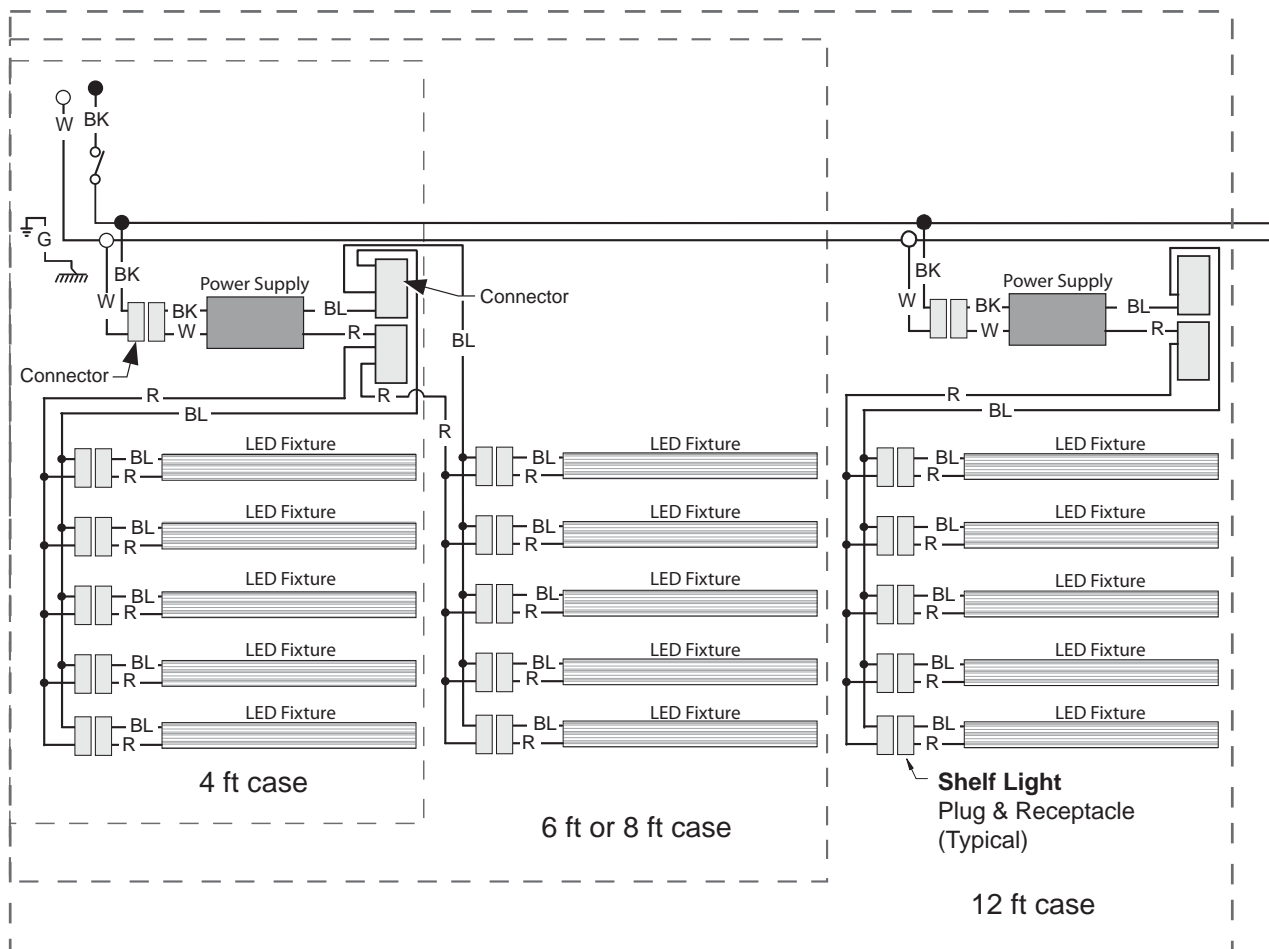 W
BK
G
BK
W
Power Supply
BK
W
BL
R
Connector
Connector
R
BL
R
BL
R
BK
W
Power Supply
BK
W
BL
R
R
BL
LED Fixture
BL
R
LED Fixture
BL
R
LED Fixture
BL
R
LED Fixture
BL
R
LED Fixture
BL
R
4 ft case
LED Fixture
BL
R
LED Fixture
BL
R
LED Fixture
BL
R
LED Fixture
BL
R
LED Fixture
BL
R
6 ft or 8 ft case
LED Fixture
BL
R
LED Fixture
BL
R
LED Fixture
BL
R
LED Fixture
BL
R
LED Fixture
BL
R
Shelf Light
Plug & Receptacle
(Typical)
12 ft case